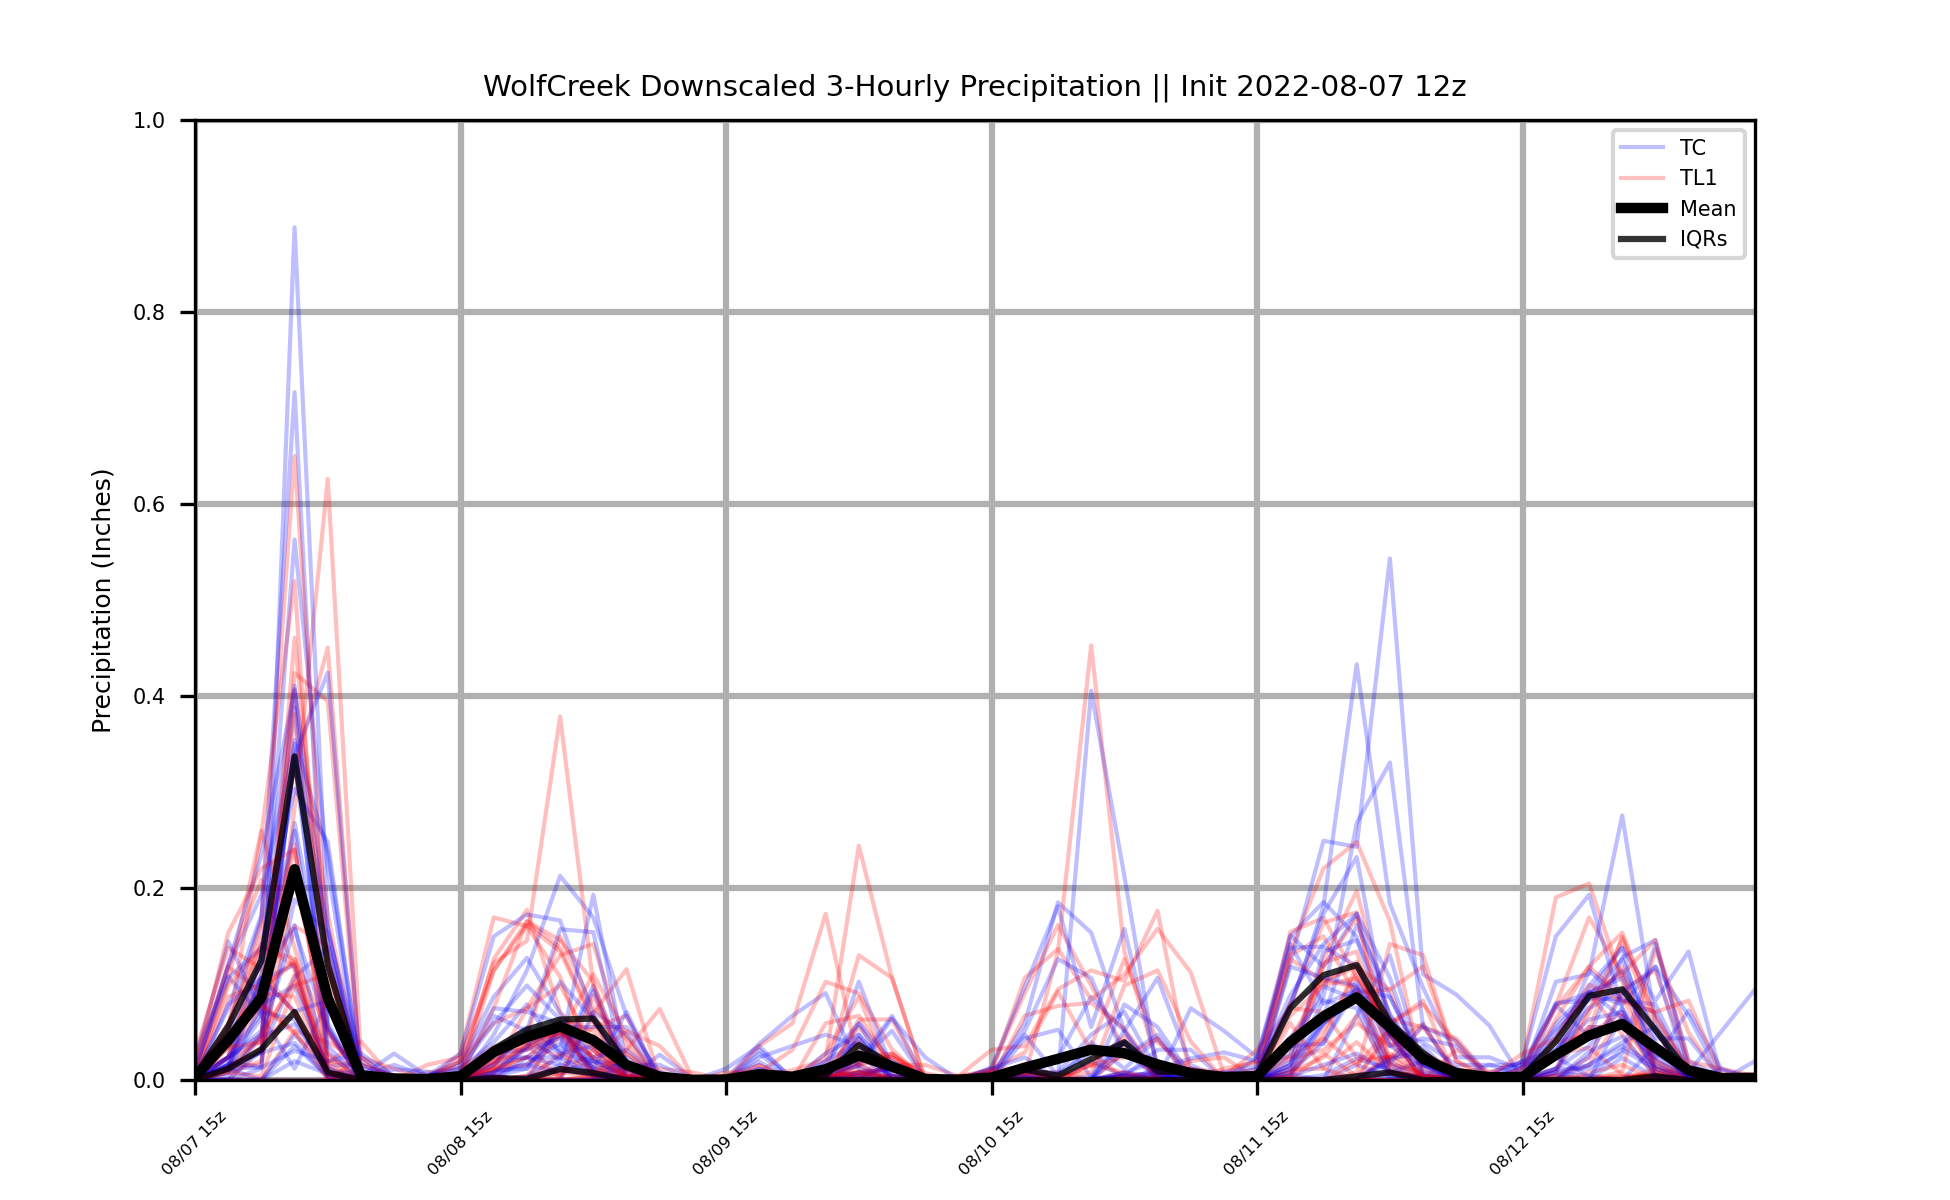 WolfCreek Downscaled 3-Hourly Precipitation || Init 2022-08-07 12z
TC
TL1
Mean
IQRs
Precipitation (Inches)
1.0
0.8
0.6
0.4
0.2
0.0
08/07 15z
08/08 15z
08/09 15z
08/10 15z
08/11 15z
08/12 15z